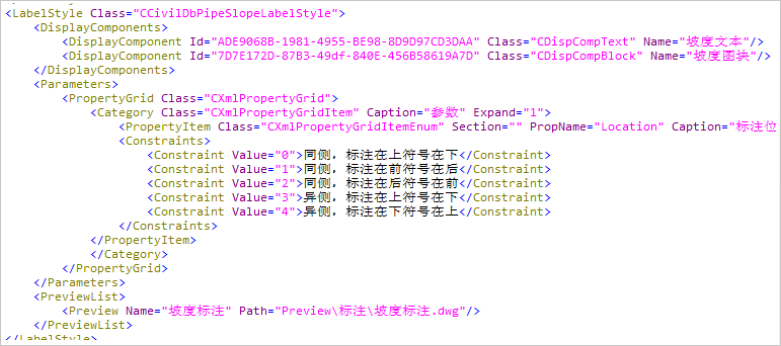 <LabelStyle Class="CCivilDbPipeSlopeLabelStyle">
<DisplayComponents>
<DisplayComponent Id="ADE9068B-1981-4955-BE98-8D9D97CD3DAA" Class="CDispCompText" Name="坡度文本"/>
<DisplayComponent Id="7D7E172D-87B3-49df-840E-456B58619A7D" Class="CDispCompBlock" Name="坡度图块"/>
</DisplayComponents>
<Parameters>
<PropertyGrid Class="CXmlPropertyGrid">
<Category Class="CXmlPropertyGridItem" Caption="参数" Expand="1">
<PropertyItem Class="CXmlPropertyGridItemEnum" Section="" PropName="Location" Caption="标注位
<Constraints>
<Constraint Value="0">同侧，标注在上符号在下</Constraint>
<Constraint Value="1">同侧，标注在前符号在后</Constraint>
<Constraint Value="2">同侧，标注在后符号在前</Constraint>
<Constraint Value="3">异侧，标注在上符号在下</Constraint>
<Constraint Value="4">异侧，标注在下符号在上</Constraint>
</Constraints>
</PropertyItem>
</Category>
</PropertyGrid>
</Parameters>
<PreviewList>
<Preview Name="坡度标注" Path="Preview\标注\坡度标注.dwg"/>
</PreviewList>
</LabelStyle>